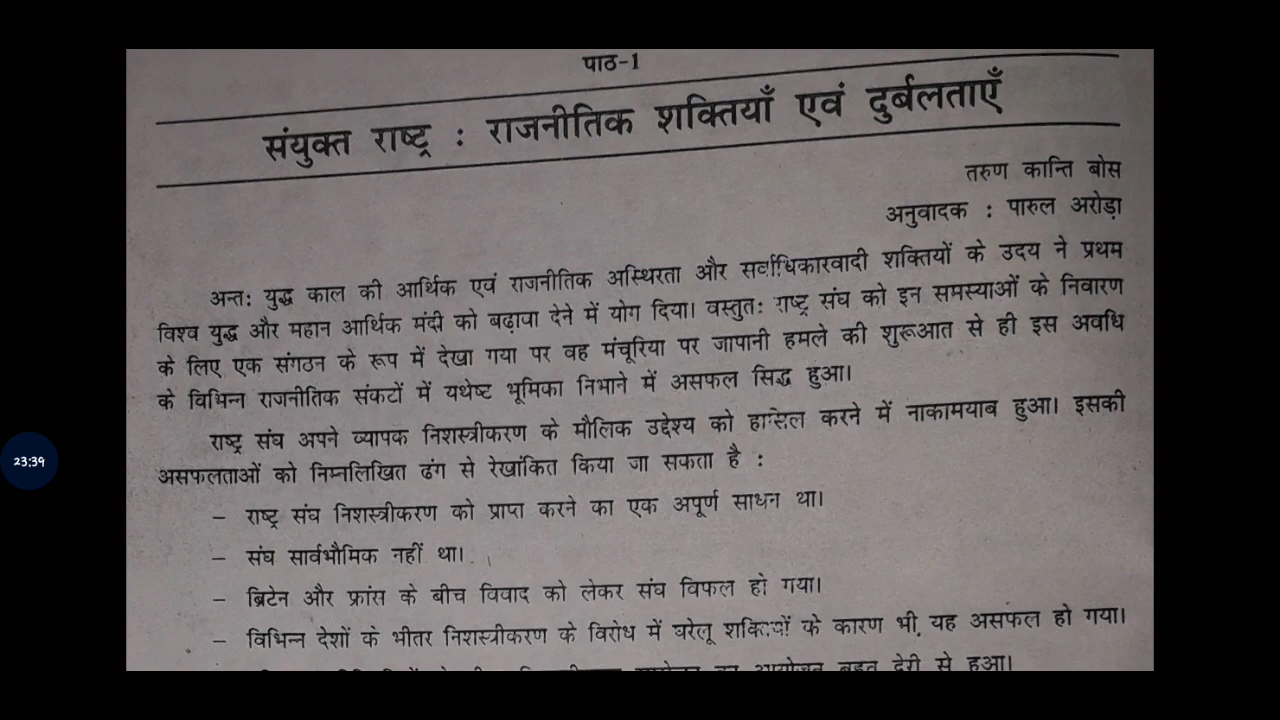 पाठ-1
संयुक्त राष्ट्र : राजनीतिक शक्तियाँ एवं दुर्बलताएँ
तरुण कान्ति बोस
अनुवादक : पारुल अरोड़ा
अन्तः युद्ध काल की आर्थिक एवं राजनीतिक अस्थिरता और सर्वाधिकारवादी शक्तियों के उदय ने प्रथम
विश्व युद्ध और महान आर्थिक मंदी को बढ़ावा देने में योग दिया। वस्तुतः राष्ट्र संघ को इन समस्याओं के निवारण
के लिए एक संगठन के रूप में देखा गया पर वह मंचूरिया पर जापानी हमले की शुरूआत से ही इस अवधि
के विभिन्न राजनीतिक संकटों में यथेष्ट भूमिका निभाने में असफल सिद्ध हुआ।
राष्ट्र संघ अपने व्यापक निशस्त्रीकरण के मौलिक उद्देश्य को हासिल करने में नाकामयाब हुआ। इसकी
असफलताओं को निम्नलिखित ढंग से रेखांकित किया जा सकता है :
– राष्ट्र संघ निशस्त्रीकरण को प्राप्त करने का एक अपूर्ण साधन था।
– संघ सार्वभौमिक नहीं था।
23:39
– ब्रिटेन और फ्रांस के बीच विवाद को लेकर संघ विफल हो गया।
– विभिन्न देशों के भीतर निशस्त्रीकरण के विरोध में घरेलू शक्तियों के कारण भी यह असफल हो गया।
का आयोजन बहुत देरी से हुआ।